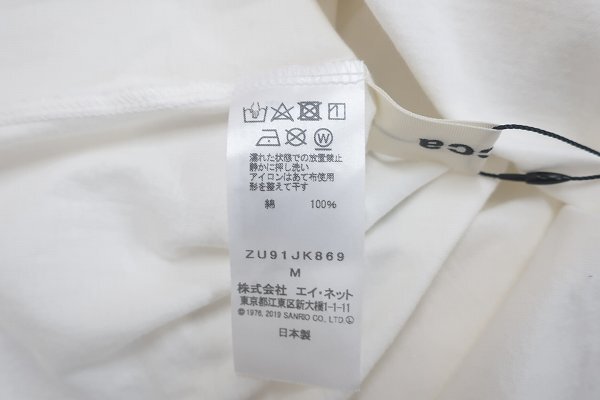 濡れた状態での放置禁止
静かに押し洗い
アイロンはあて布使用
形を整えて干す
綿 100%
ZU91JK869
M
株式会社 エイ・ネット
東京都江東区新大橋1-1-11
©1976, 2019 SANRIO CO., LTD Ⓛ
日本製
cca